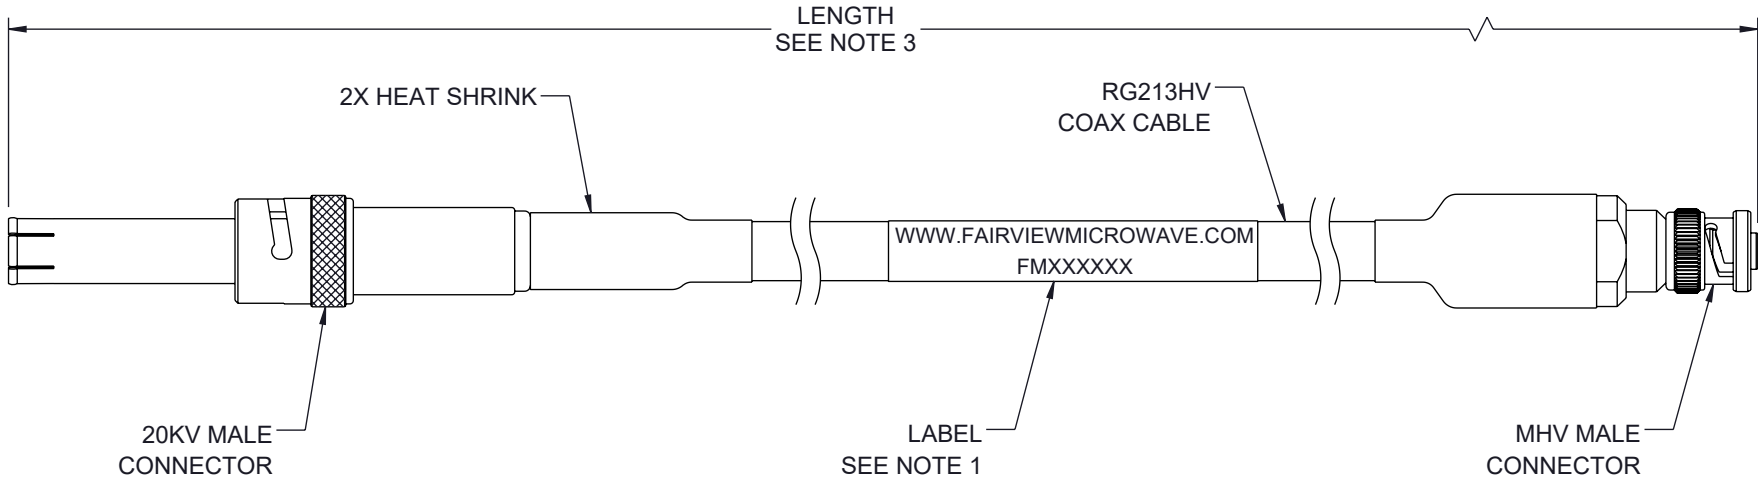 LENGTH
SEE NOTE 3
2X HEAT SHRINK
RG213HV
COAX CABLE
WWW.FAIRVIEWMICROWAVE.COM
FMXXXXXX
20KV MALE
CONNECTOR
LABEL
SEE NOTE 1
MHV MALE
CONNECTOR